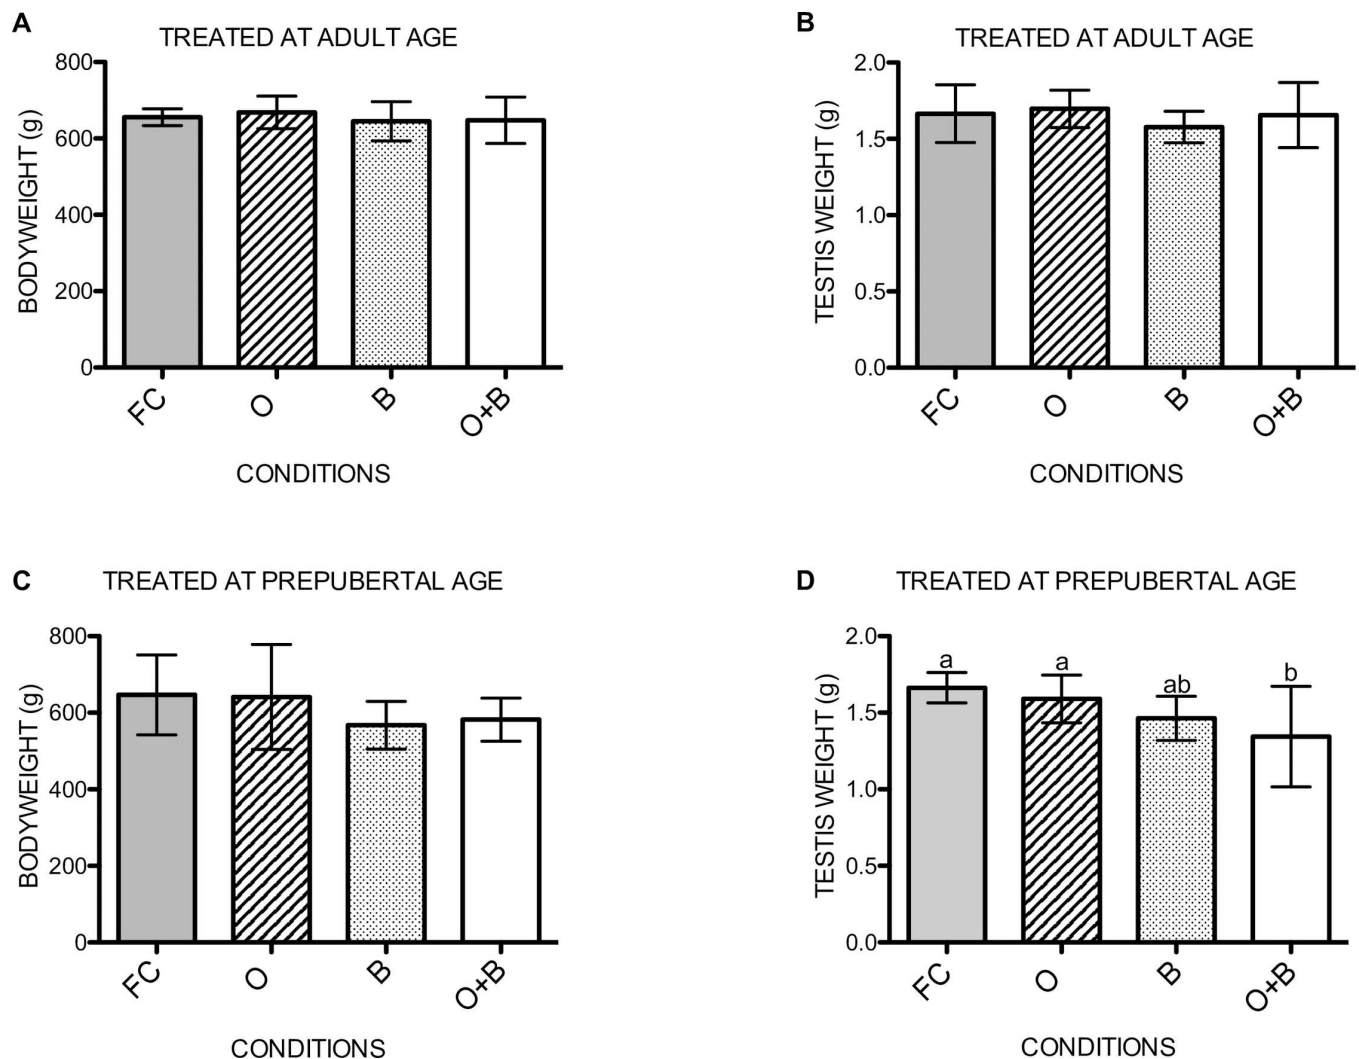 A
TREATED AT ADULT AGE
800
600
400
200
0
BODYWEIGHT (g)
FC
O
B
O+B
CONDITIONS
B
TREATED AT ADULT AGE
2.0
1.5
1.0
0.5
0.0
TESTIS WEIGHT (g)
FC
O
B
O+B
CONDITIONS
C
TREATED AT PREPUBERTAL AGE
800
600
400
200
0
BODYWEIGHT (g)
FC
O
B
O+B
CONDITIONS
D
TREATED AT PREPUBERTAL AGE
2.0
1.5
1.0
0.5
0.0
TESTIS WEIGHT (g)
a
a
ab
b
FC
O
B
O+B
CONDITIONS